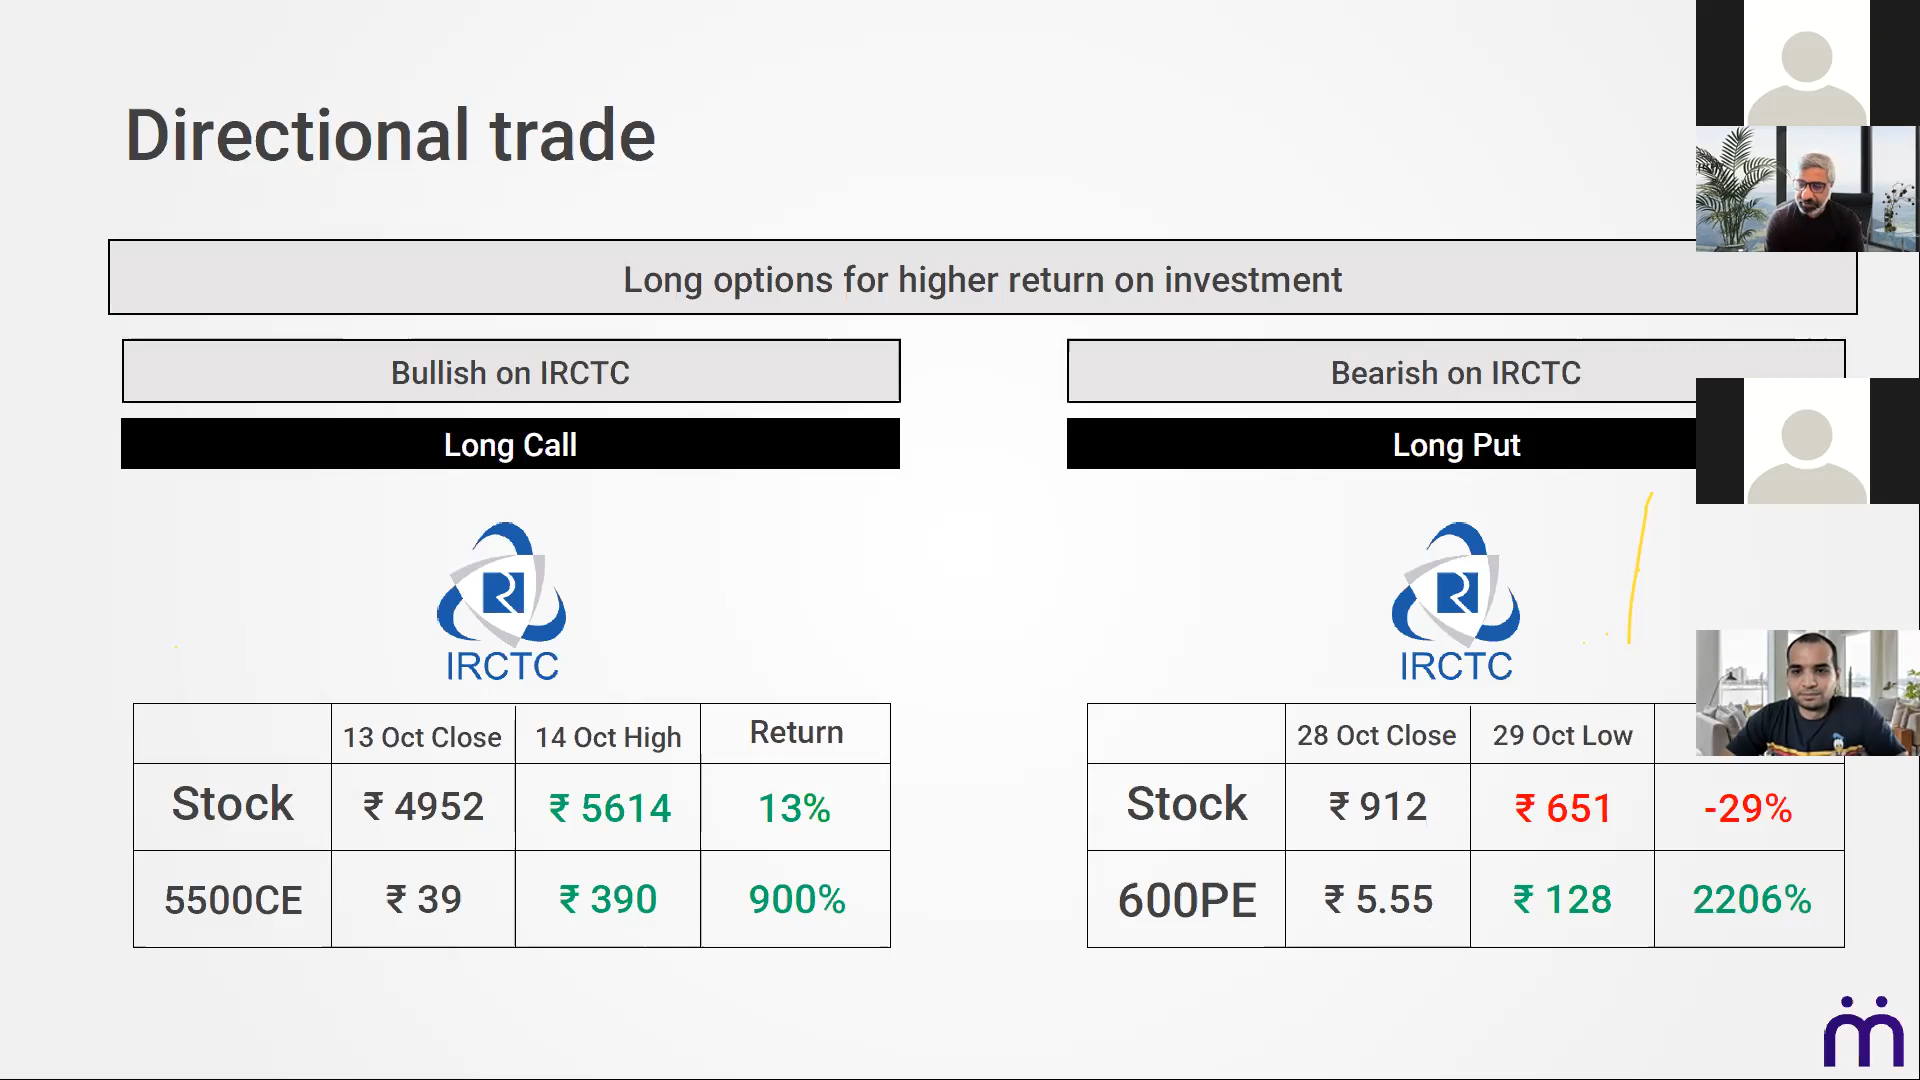 Directional trade
Long options for higher return on investment
Bullish on IRCTC
Long Call
IRCTC
13 Oct Close 14 Oct High Return
Stock ₹ 4952 ₹ 5614 13%
5500CE ₹ 39 ₹ 390 900%
Bearish on IRCTC
Long Put
IRCTC
28 Oct Close 29 Oct Low
Stock ₹ 912 ₹ 651 -29%
600PE ₹ 5.55 ₹ 128 2206%